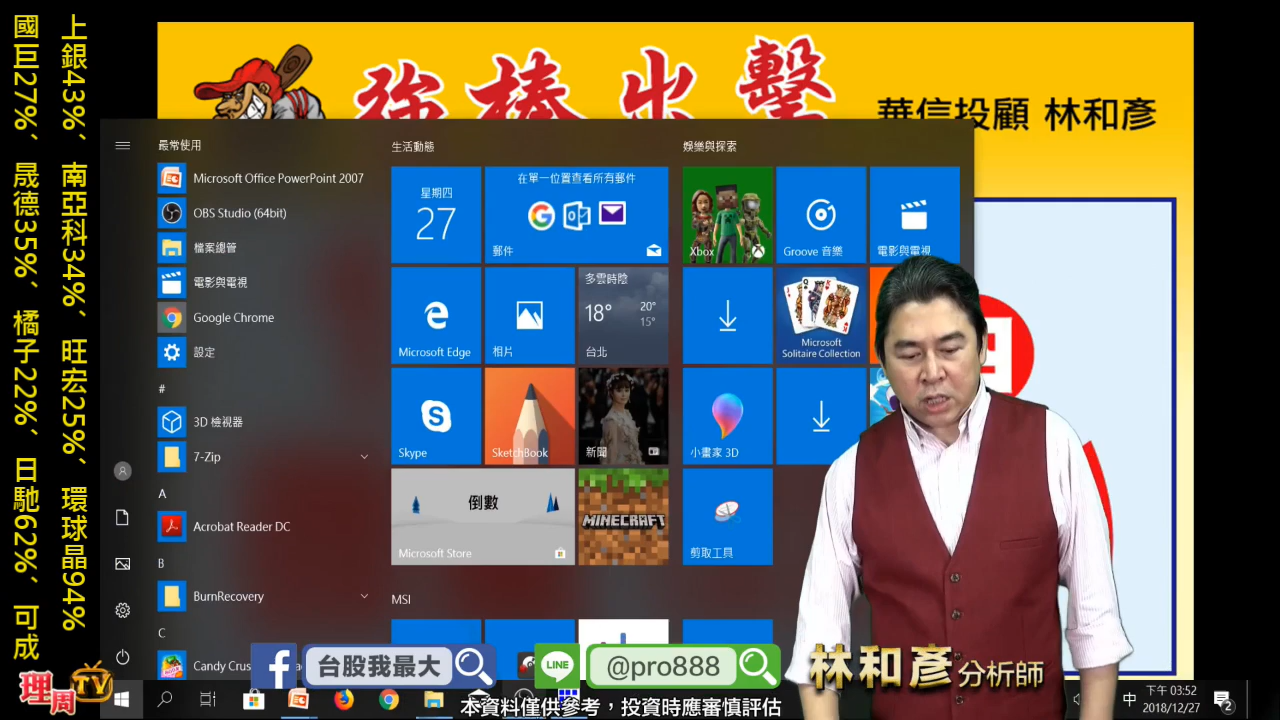 上銀43%、南亞科34%、旺宏25%、環球晶94%
國巨27%、晟德35%、橘子22%、日馳62%、可成
強棒出擊
華信投顧 林和彥
最常使用
Microsoft Office PowerPoint 2007
OBS Studio (64bit)
檔案總管
電影與電視
Google Chrome
設定
#
3D 檢視器
7-Zip
A
Acrobat Reader DC
B
BurnRecovery
C
Candy Crus
生活動態
星期四
27
在單一位置查看所有郵件
郵件
Microsoft Edge
相片
多雲時陰
18°
20°
15°
台北
Skype
SketchBook
新聞
倒數
Microsoft Store
MINECRAFT
MSI
娛樂與探索
Xbox
Groove 音樂
電影與電視
Microsoft
Solitaire Collection
小畫家 3D
剪取工具
台股我最大
LINE
@pro888
林和彥分析師
理周TV
本資料僅供參考，投資時應審慎評估
中
下午 03:52
2018/12/27
2